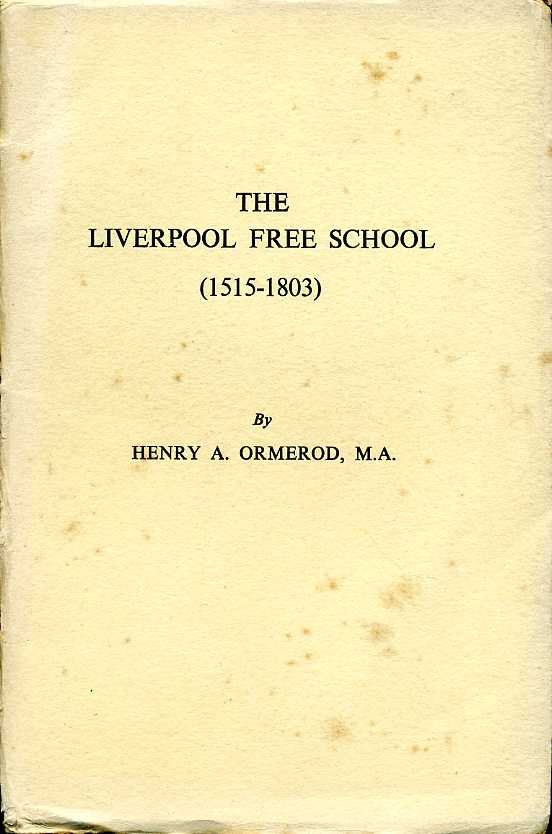 THE
LIVERPOOL FREE SCHOOL
(1515-1803)
By
HENRY A. ORMEROD, M.A.